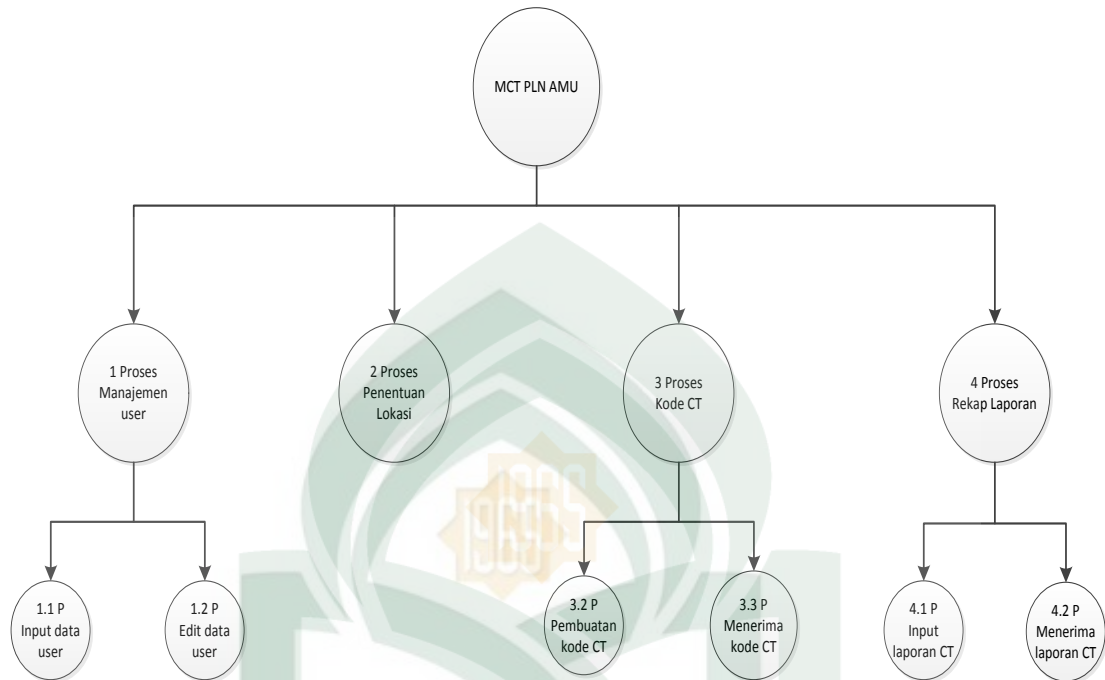 MCT PLN AMU
1 Proses
Manajemen
user
2 Proses
Penentuan
Lokasi
3 Proses
Kode CT
4 Proses
Rekap Laporan
1.1 P
Input data
user
1.2 P
Edit data
user
3.2 P
Pembuatan
kode CT
3.3 P
Menerima
kode CT
4.1 P
Input
laporan CT
4.2 P
Menerima
laporan CT